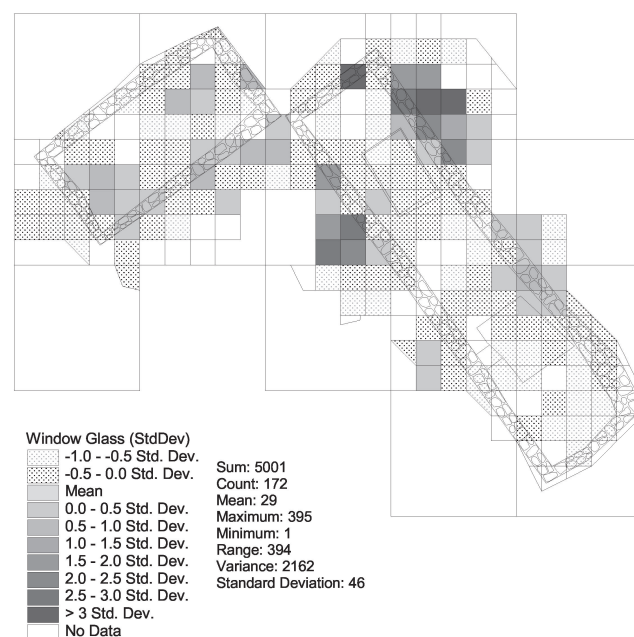 Window Glass (StdDev)
-1.0 - -0.5 Std. Dev.
-0.5 - 0.0 Std. Dev.
Mean
0.0 - 0.5 Std. Dev.
0.5 - 1.0 Std. Dev.
1.0 - 1.5 Std. Dev.
1.5 - 2.0 Std. Dev.
2.0 - 2.5 Std. Dev.
2.5 - 3.0 Std. Dev.
> 3 Std. Dev.
No Data
Sum: 5001
Count: 172
Mean: 29
Maximum: 395
Minimum: 1
Range: 394
Variance: 2162
Standard Deviation: 46